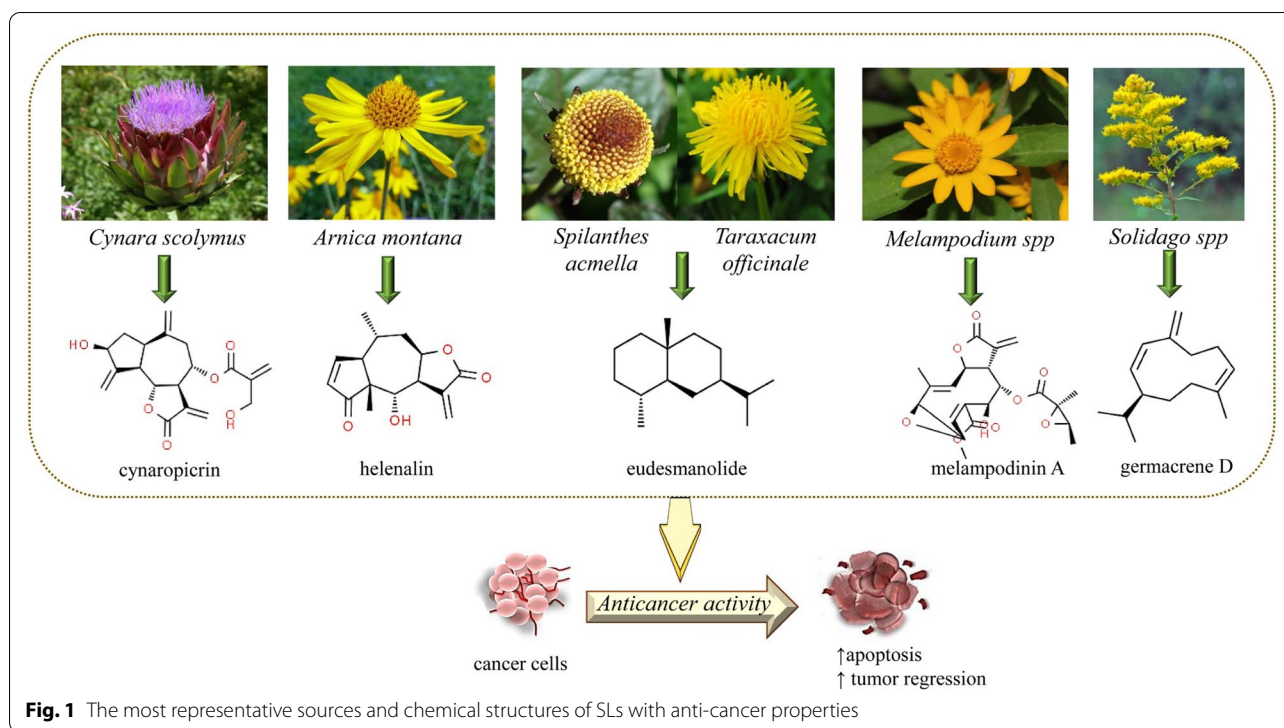 Cynara scolymus
Arnica montana
Spilanthes
acmella
Taraxacum
officinale
Melampodium spp
Solidago spp
HO
O
O
O
H
O
O
cynaropicrin
O
O
O
OH
helenalin
eudesmanolide
O
O
O
O
O
O
O
O
H
O
melampodinin A
germacrene D
cancer cells
Anticancer activity
↑apoptosis
↑ tumor regression
Fig. 1 The most representative sources and chemical structures of SLs with anti-cancer properties